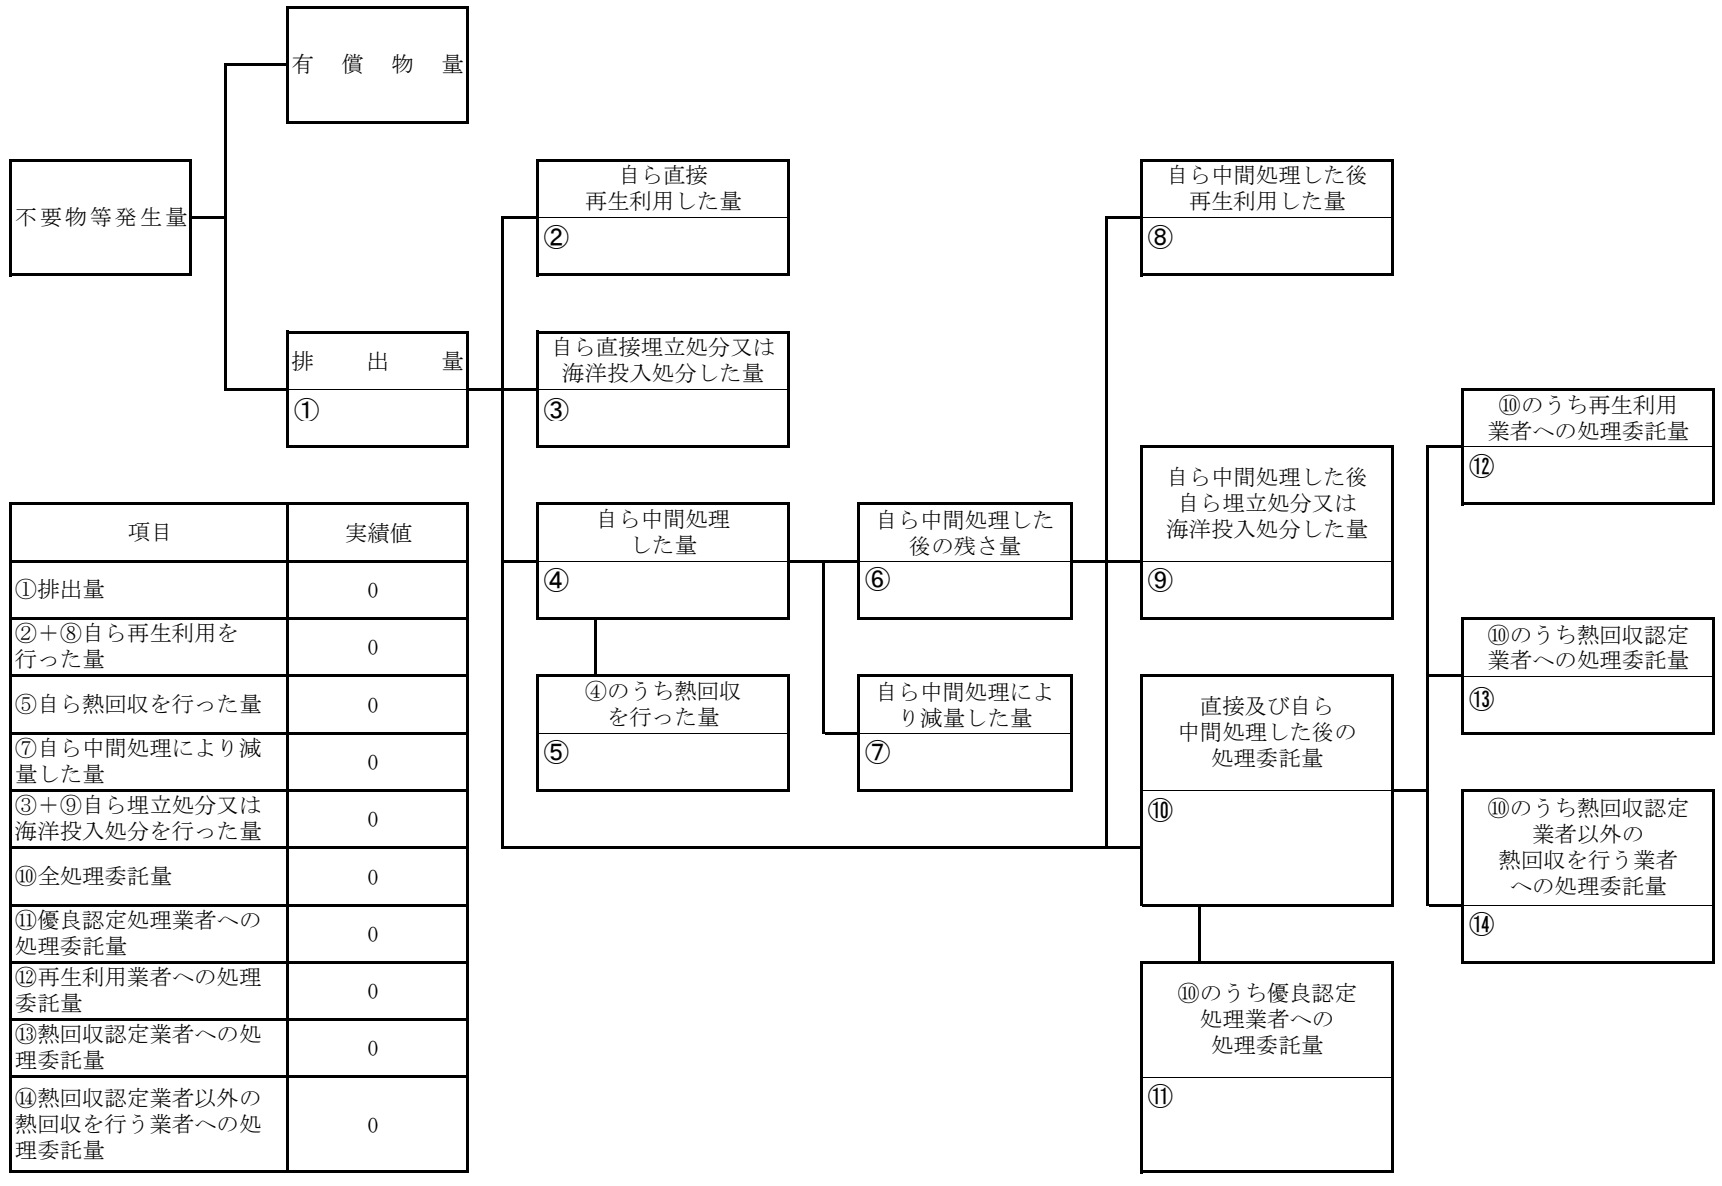 有償物量
不要物等発生量
排出量
①
自ら直接
再生利用した量
②
自ら直接埋立処分又は
海洋投入処分した量
③
自ら中間処理
した量
④
④のうち熱回収
を行った量
⑤
自ら中間処理した
後の残さ量
⑥
自ら中間処理によ
り減量した量
⑦
自ら中間処理した後
再生利用した量
⑧
自ら中間処理した後
自ら埋立処分又は
海洋投入処分した量
⑨
直接及び自ら
中間処理した後の
処理委託量
⑩
⑩のうち優良認定
処理業者への
処理委託量
⑪
⑩のうち再生利用
業者への処理委託量
⑫
⑩のうち熱回収認定
業者への処理委託量
⑬
⑩のうち熱回収認定
業者以外の
熱回収を行う業者
への処理委託量
⑭
項目 実績値
①排出量 0
②＋⑧自ら再生利用を
行った量 0
⑤自ら熱回収を行った量 0
⑦自ら中間処理により減
量した量 0
③＋⑨自ら埋立処分又は
海洋投入処分を行った量 0
⑩全処理委託量 0
⑪優良認定処理業者への
処理委託量 0
⑫再生利用業者への処理
委託量 0
⑬熱回収認定業者への処
理委託量 0
⑭熱回収認定業者以外の
熱回収を行う業者への処
理委託量 0